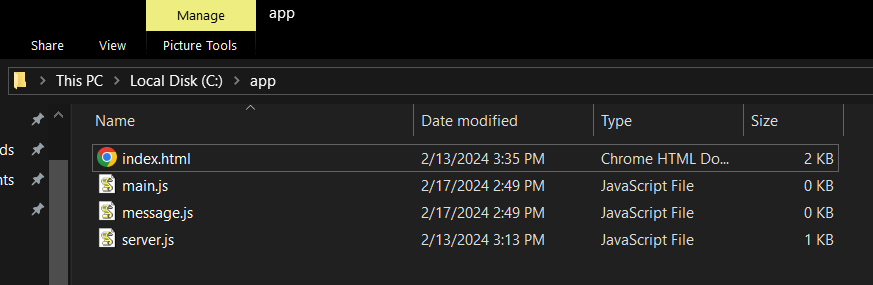 Manage app
Share View Picture Tools
This PC Local Disk (C:) app
Name Date modified Type Size
ds index.html 2/13/2024 3:35 PM Chrome HTML Do... 2 KB
nts main.js 2/17/2024 2:49 PM JavaScript File 0 KB
message.js 2/17/2024 2:49 PM JavaScript File 0 KB
server.js 2/13/2024 3:13 PM JavaScript File 1 KB